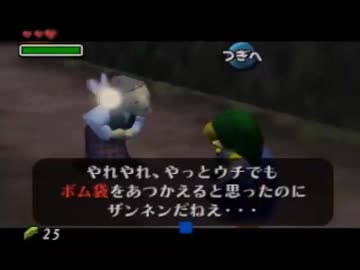 つぎへ
やれやれ、やっとウチでも
ボム袋をあつかえると思ったのに
ザンネンだねえ・・・
25